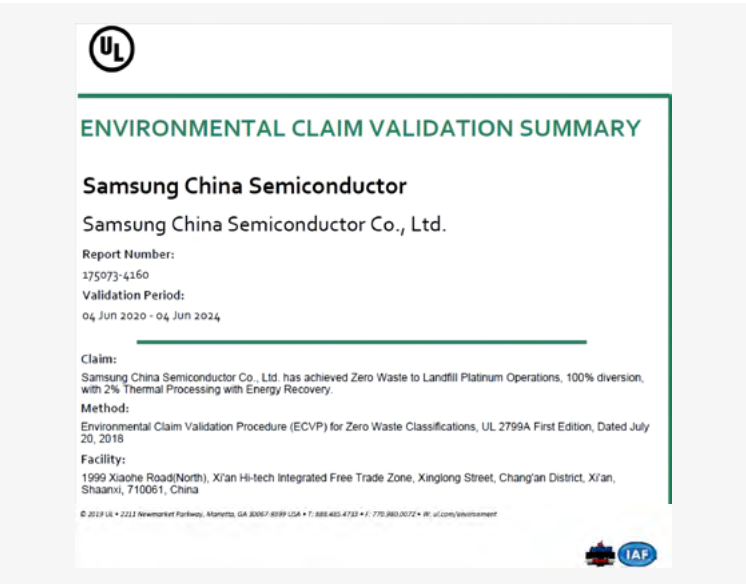 UL
ENVIRONMENTAL CLAIM VALIDATION SUMMARY
Samsung China Semiconductor
Samsung China Semiconductor Co., Ltd.
Report Number:
175073-4160
Validation Period:
04 Jun 2020 - 04 Jun 2024
Claim:
Samsung China Semiconductor Co., Ltd. has achieved Zero Waste to Landfill Platinum Operations, 100% diversion,
with 2% Thermal Processing with Energy Recovery.
Method:
Environmental Claim Validation Procedure (ECVP) for Zero Waste Classifications, UL 2799A First Edition, Dated July
20, 2018
Facility:
1999 Xiaohe Road(North), Xi'an Hi-tech Integrated Free Trade Zone, Xinglong Street, Chang'an District, Xi'an,
Shaanxi, 710061, China
© 2019 UL • 2211 Newmarket Parkway, Marietta, GA 30067-9399 USA • T: 888.485.4733 • F: 770.980.0072 • W: ul.com/environment
IAF